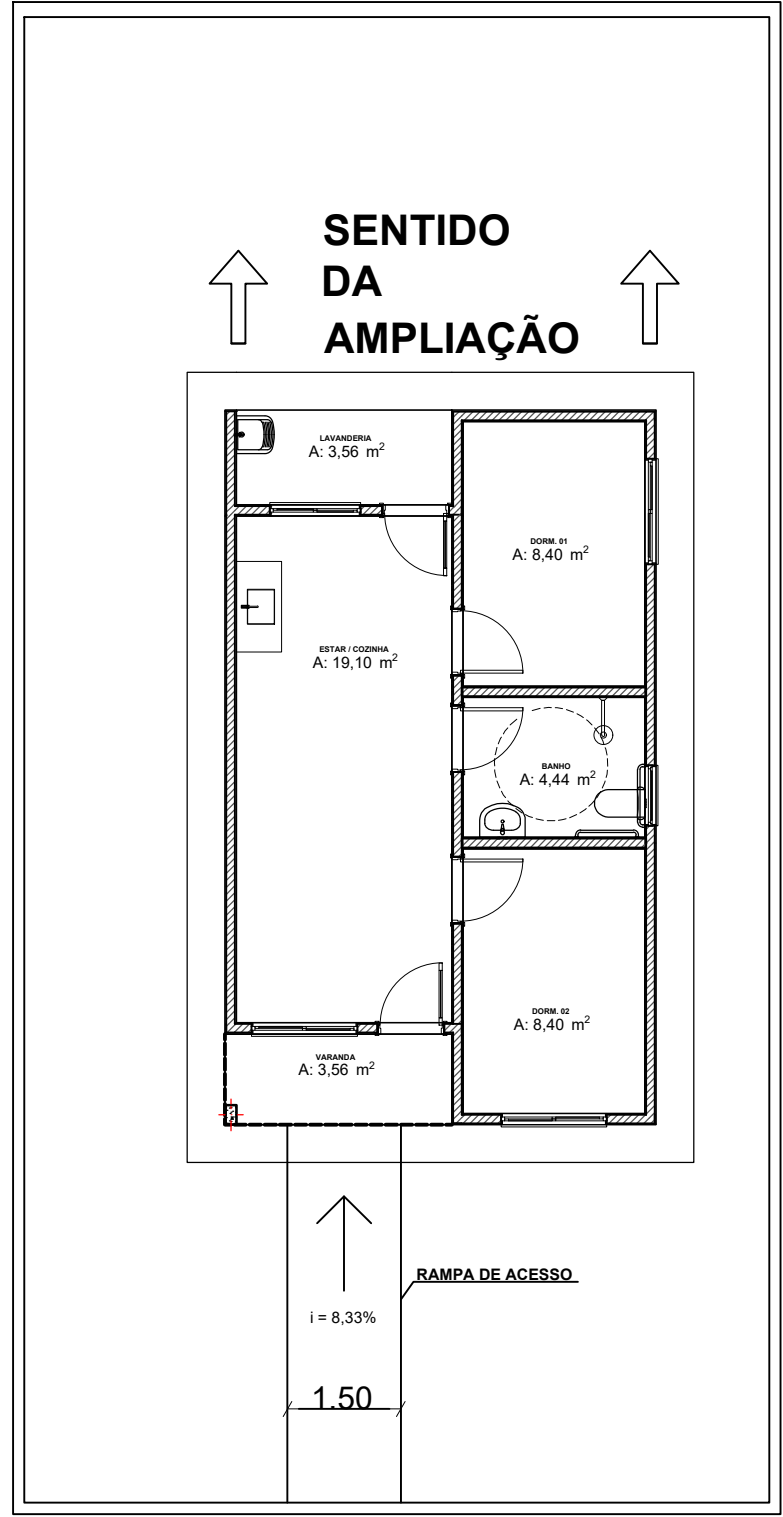 SENTIDO
DA
AMPLIAÇÃO
LAVANDERIA
A: 3,56 m²
DORM. 01
A: 8,40 m²
ESTAR / COZINHA
A: 19,10 m²
BANHO
A: 4,44 m²
DORM. 02
A: 8,40 m²
VARANDA
A: 3,56 m²
RAMPA DE ACESSO
i = 8,33%
1.50